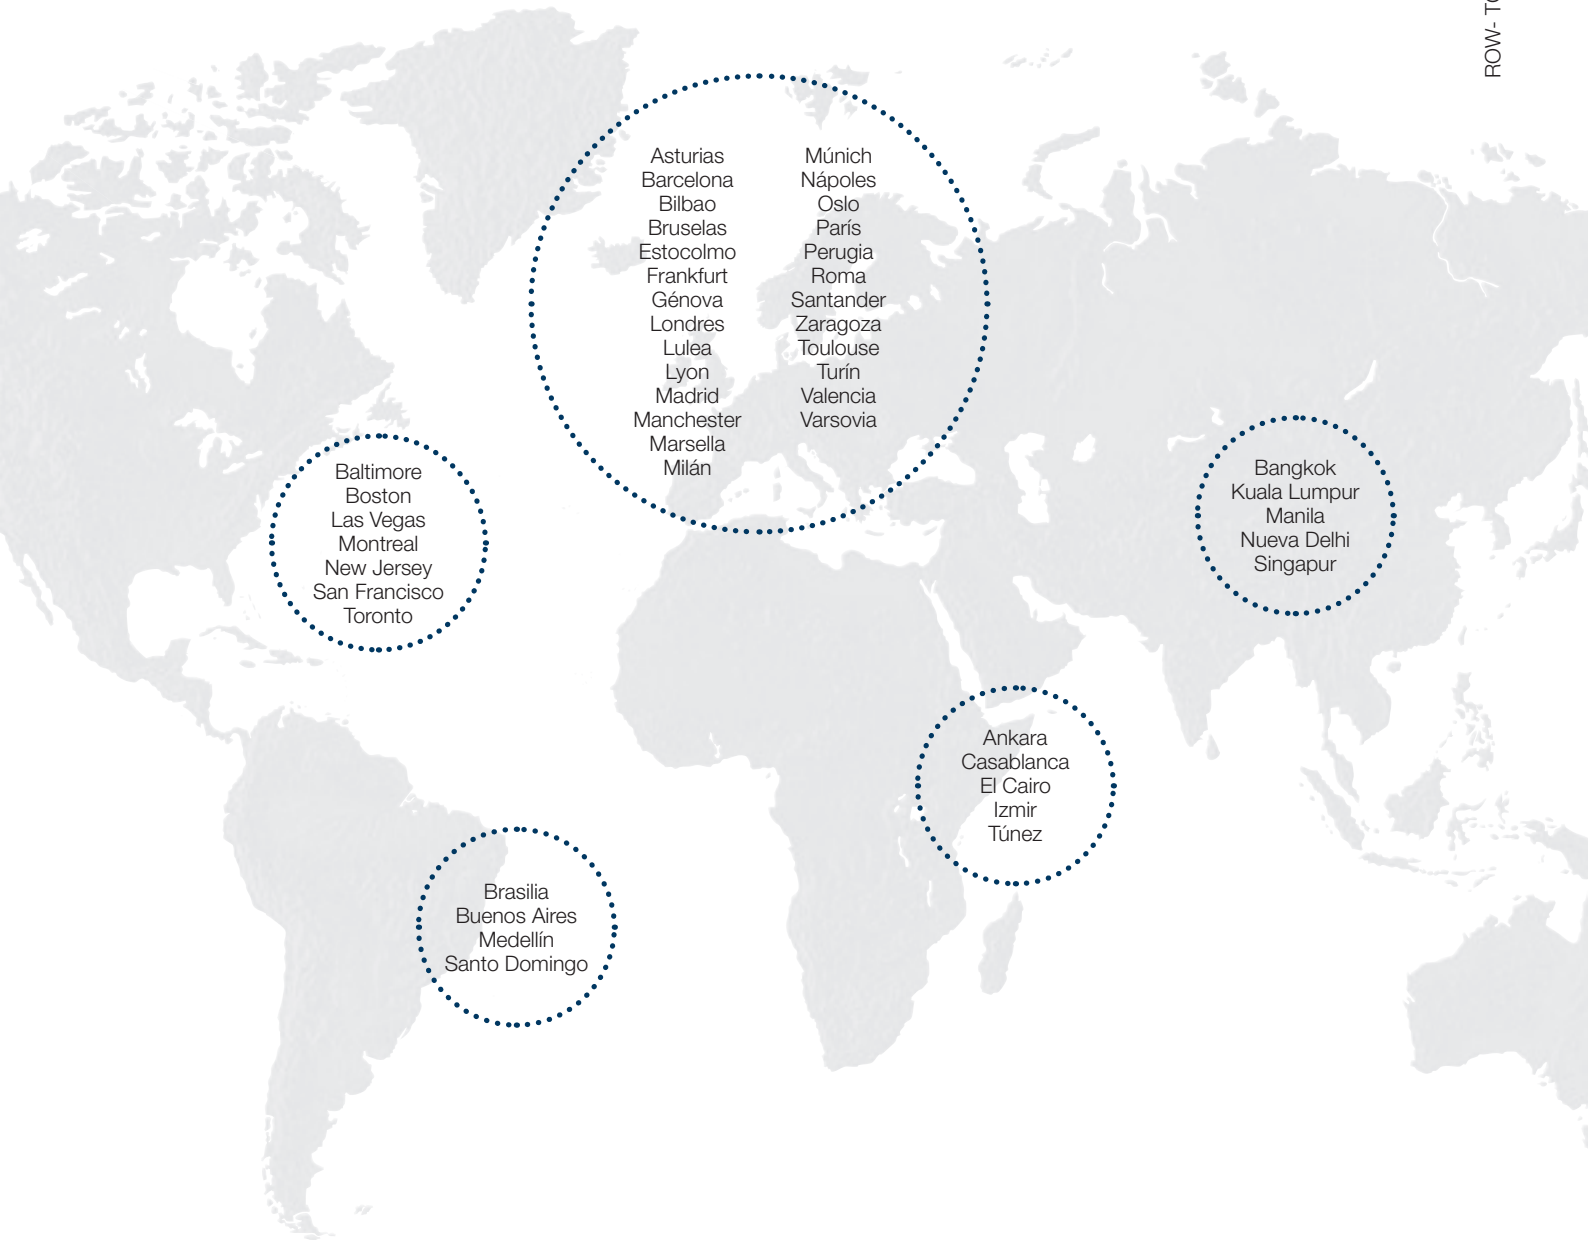 ROW- TO
Asturias
Barcelona
Bilbao
Bruselas
Estocolmo
Frankfurt
Génova
Londres
Lulea
Lyon
Madrid
Manchester
Marsella
Milán
Múnich
Nápoles
Oslo
París
Perugia
Roma
Santander
Zaragoza
Toulouse
Turín
Valencia
Varsovia
Baltimore
Boston
Las Vegas
Montreal
New Jersey
San Francisco
Toronto
Bangkok
Kuala Lumpur
Manila
Nueva Delhi
Singapur
Ankara
Casablanca
El Cairo
Izmir
Túnez
Brasilia
Buenos Aires
Medellín
Santo Domingo